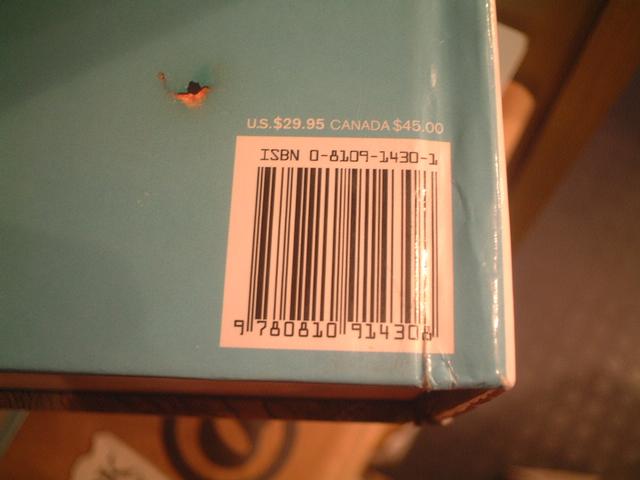 U.S. $29.95 CANADA $45.00
ISBN 0-8109-1430-1
9 780810 914308